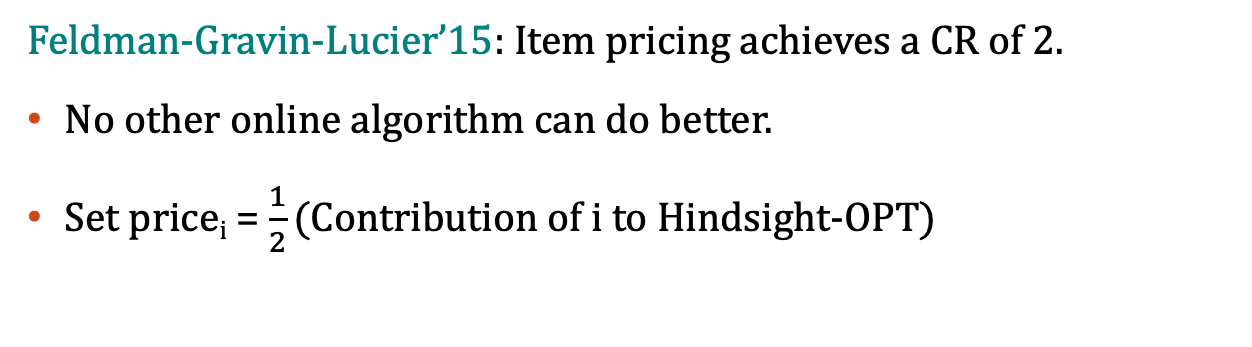 Feldman-Gravin-Lucier’15: Item pricing achieves a CR of 2.
• No other online algorithm can do better.
• Set priceᵢ = ½ (Contribution of i to Hindsight-OPT)